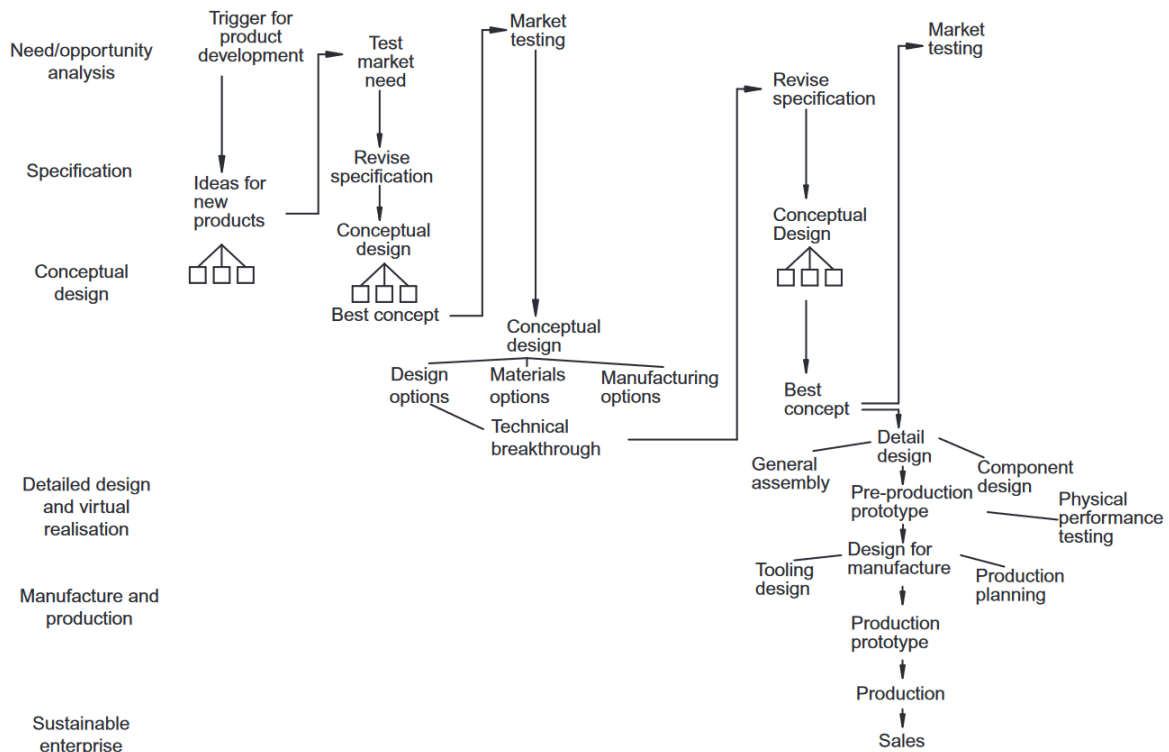 Need/opportunity
analysis
Specification
Conceptual
design
Detailed design
and virtual
realisation
Manufacture and
production
Sustainable
enterprise
Trigger for
product
development
Ideas for
new
products
Test
market
need
Revise
specification
Conceptual
design
Best concept
Market
testing
Conceptual
design
Design
options
Materials
options
Manufacturing
options
Technical
breakthrough
Revise
specification
Conceptual
Design
Best
concept
Market
testing
Detail
design
General
assembly
Component
design
Pre-production
prototype
Physical
performance
testing
Design for
manufacture
Tooling
design
Production
planning
Production
prototype
Production
Sales